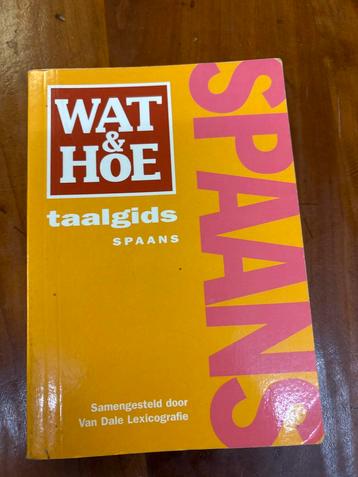 WAT
&
HOE
taalgids
SPAANS
SPAANS
Samengesteld door
Van Dale Lexicografie